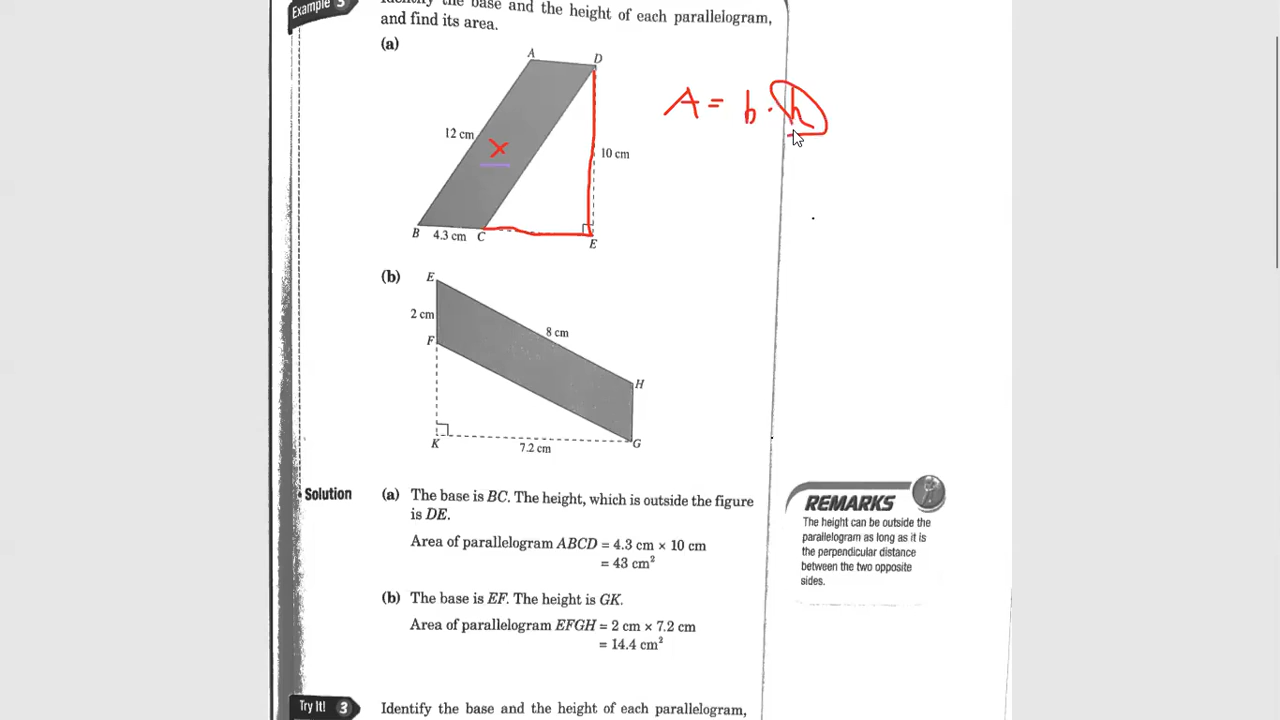 Example 3
Identify the base and the height of each parallelogram,
and find its area.
(a)
A
D
12 cm
X
10 cm
B 4.3 cm C
E
A = b · h
(b)
E
2 cm
8 cm
F
H
K
7.2 cm
G
Solution
(a) The base is BC. The height, which is outside the figure
is DE.
Area of parallelogram ABCD = 4.3 cm × 10 cm
= 43 cm²
(b) The base is EF. The height is GK.
Area of parallelogram EFGH = 2 cm × 7.2 cm
= 14.4 cm²
REMARKS
The height can be outside the
parallelogram as long as it is
the perpendicular distance
between the two opposite
sides.
Try It! 3
Identify the base and the height of each parallelogram,